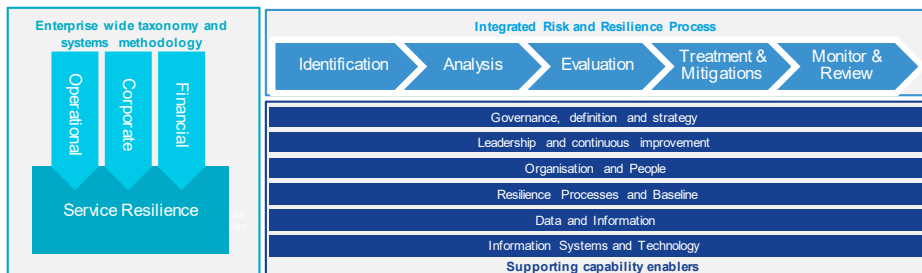 Enterprise wide taxonomy and
systems methodology
Operational
Corporate
Financial
Service Resilience
Integrated Risk and Resilience Process
Identification
Analysis
Evaluation
Treatment &
Mitigations
Monitor &
Review
Governance, definition and strategy
Leadership and continuous improvement
Organisation and People
Resilience Processes and Baseline
Data and Information
Information Systems and Technology
Supporting capability enablers